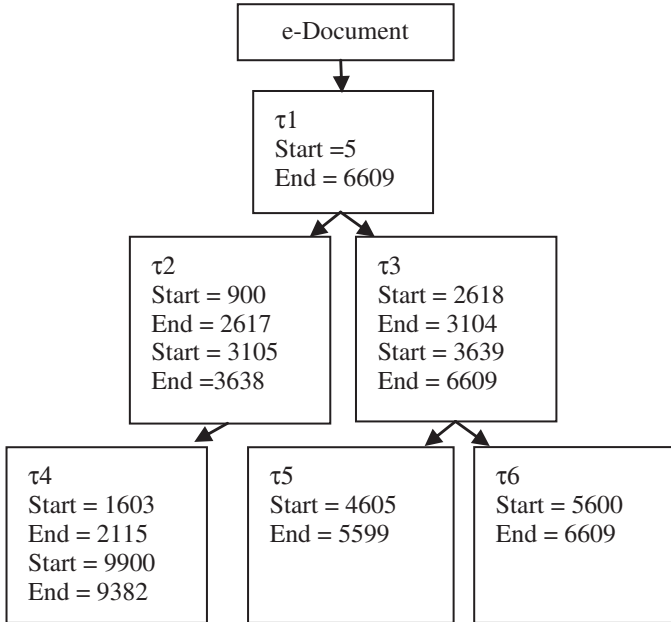 e-Document
τ1
Start =5
End = 6609
τ2
Start = 900
End = 2617
Start = 3105
End =3638
τ3
Start = 2618
End = 3104
Start = 3639
End = 6609
τ4
Start = 1603
End = 2115
Start = 9900
End = 9382
τ5
Start = 4605
End = 5599
τ6
Start = 5600
End = 6609